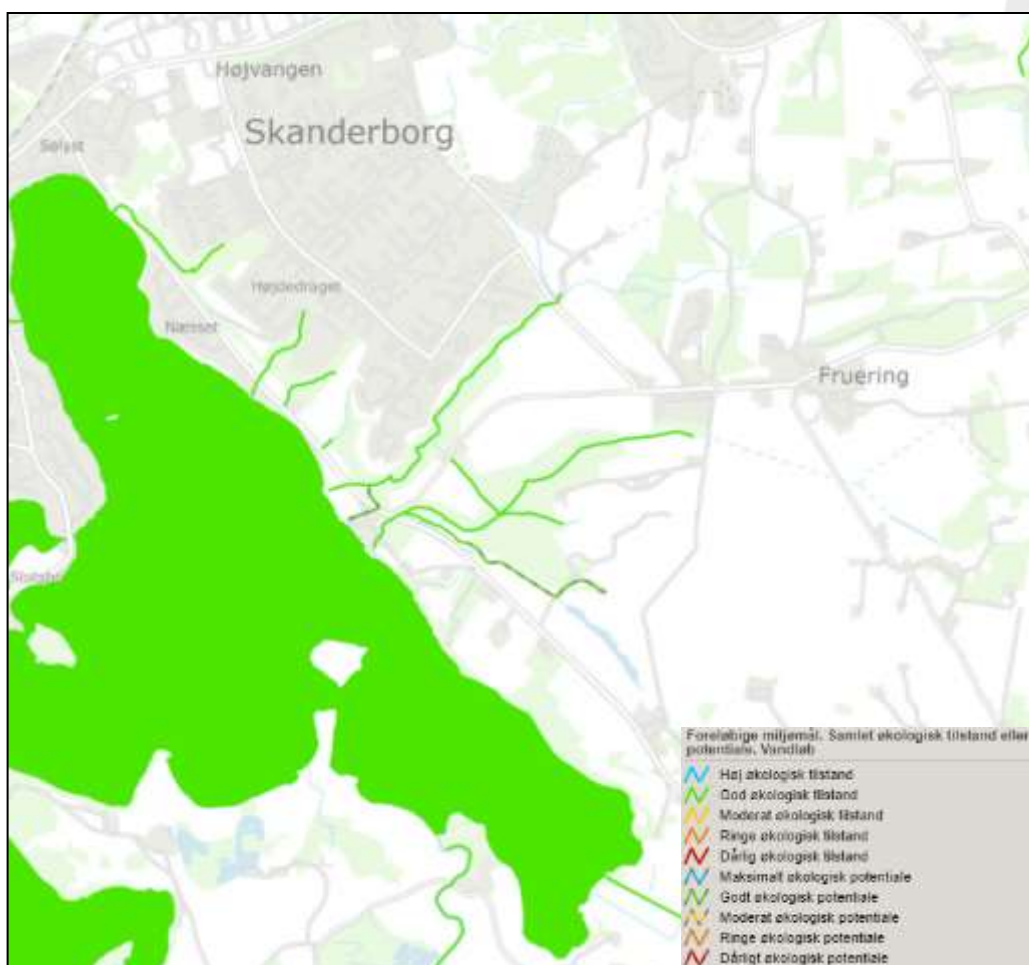 Højvangen
Skanderborg
Sølyst
Højdedraget
Næsset
Fruering
Foreløbige miljømål. Samlet økologisk tilstand eller
potentiale. Vandløb
Høj økologisk tilstand
God økologisk tilstand
Moderat økologisk tilstand
Ringe økologisk tilstand
Dårlig økologisk tilstand
Maksimalt økologisk potentiale
Godt økologisk potentiale
Moderat økologisk potentiale
Ringe økologisk potentiale
Dårligt økologisk potentiale